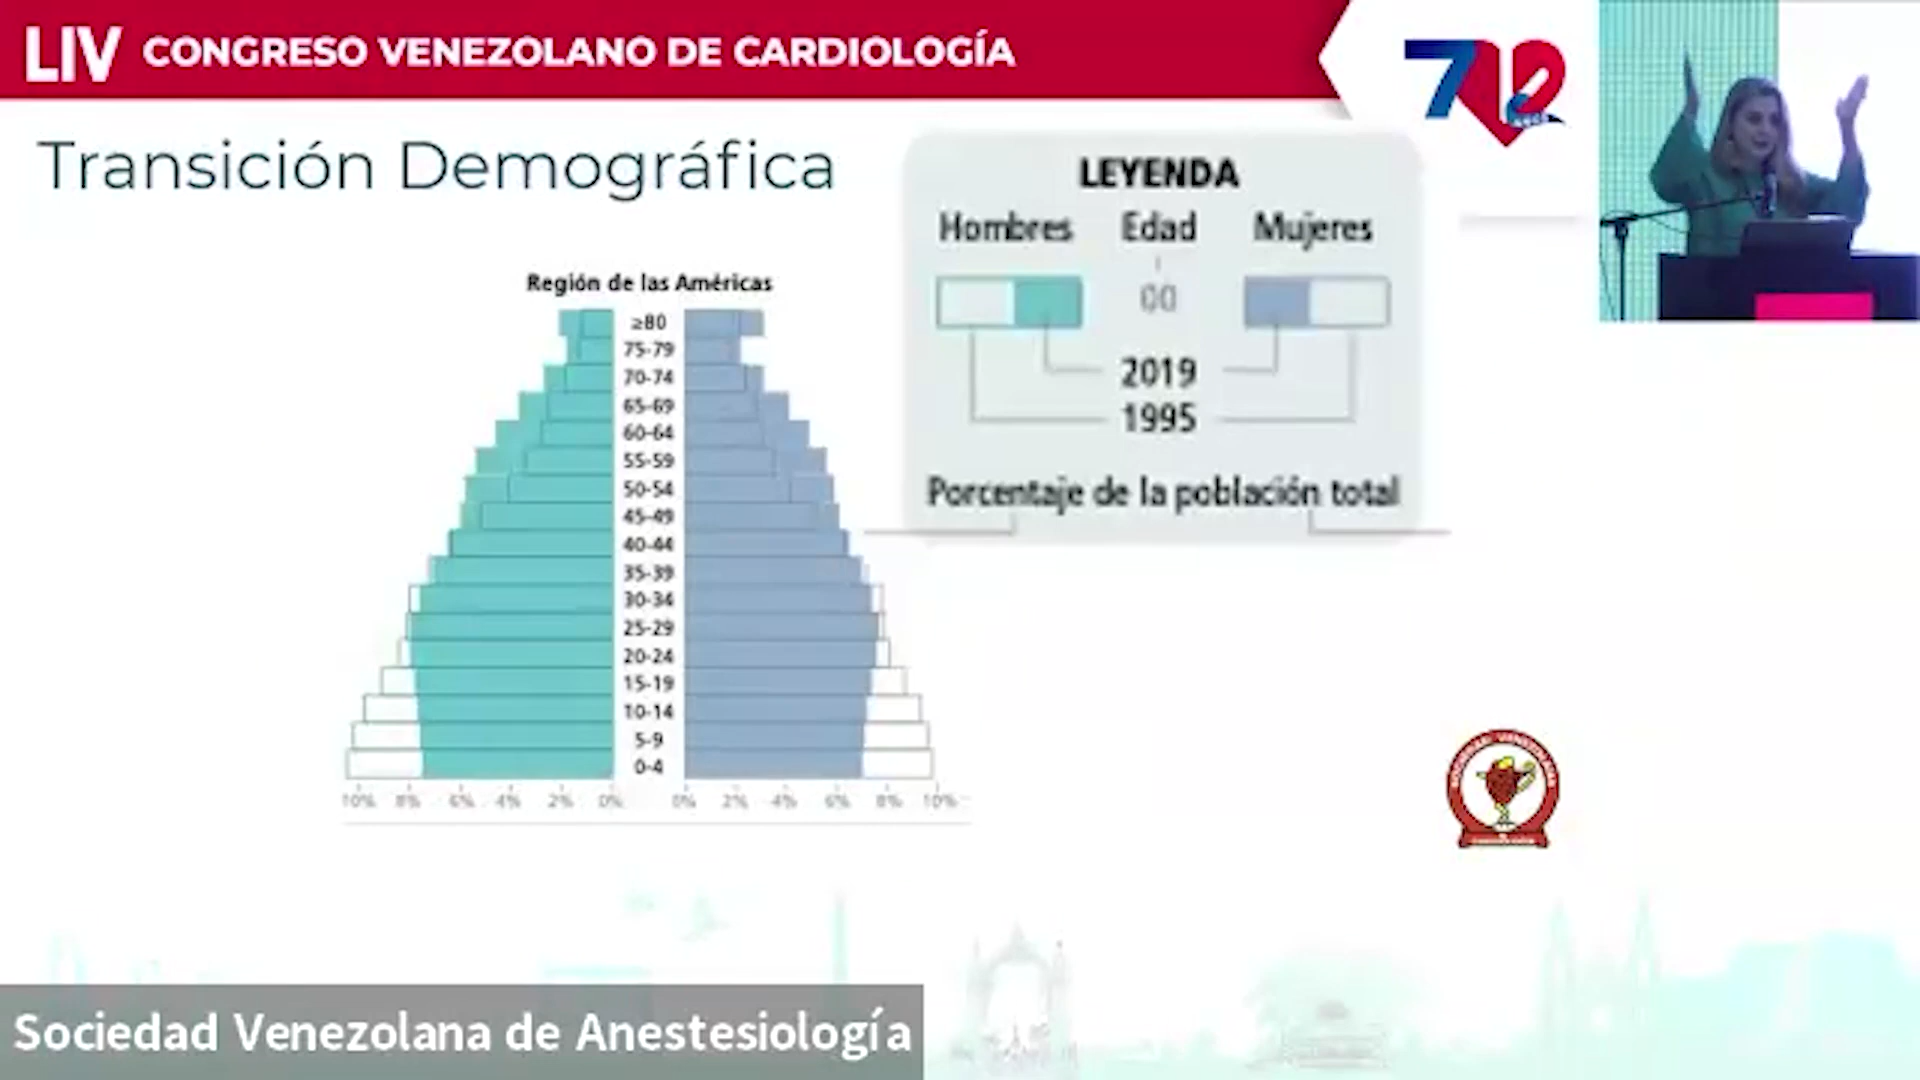 LIV CONGRESO VENEZOLANO DE CARDIOLOGÍA
70
Transición Demográfica
LEYENDA
Hombres Edad Mujeres
00
2019
1995
Porcentaje de la población total
Región de las Américas
≥80
75-79
70-74
65-69
60-64
55-59
50-54
45-49
40-44
35-39
30-34
25-29
20-24
15-19
10-14
5-9
0-4
10% 8% 6% 4% 2% 0% 0% 2% 4% 6% 8% 10%
SOCIEDAD VENEZOLANA
Sociedad Venezolana de Anestesiología